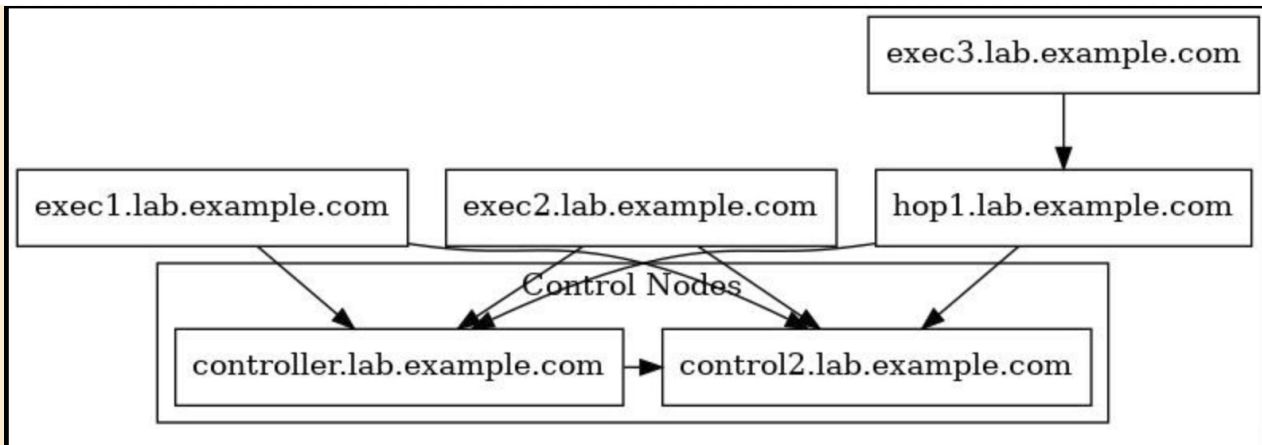 exec3.lab.example.com
exec1.lab.example.com
exec2.lab.example.com
hop1.lab.example.com
Control Nodes
controller.lab.example.com
control2.lab.example.com